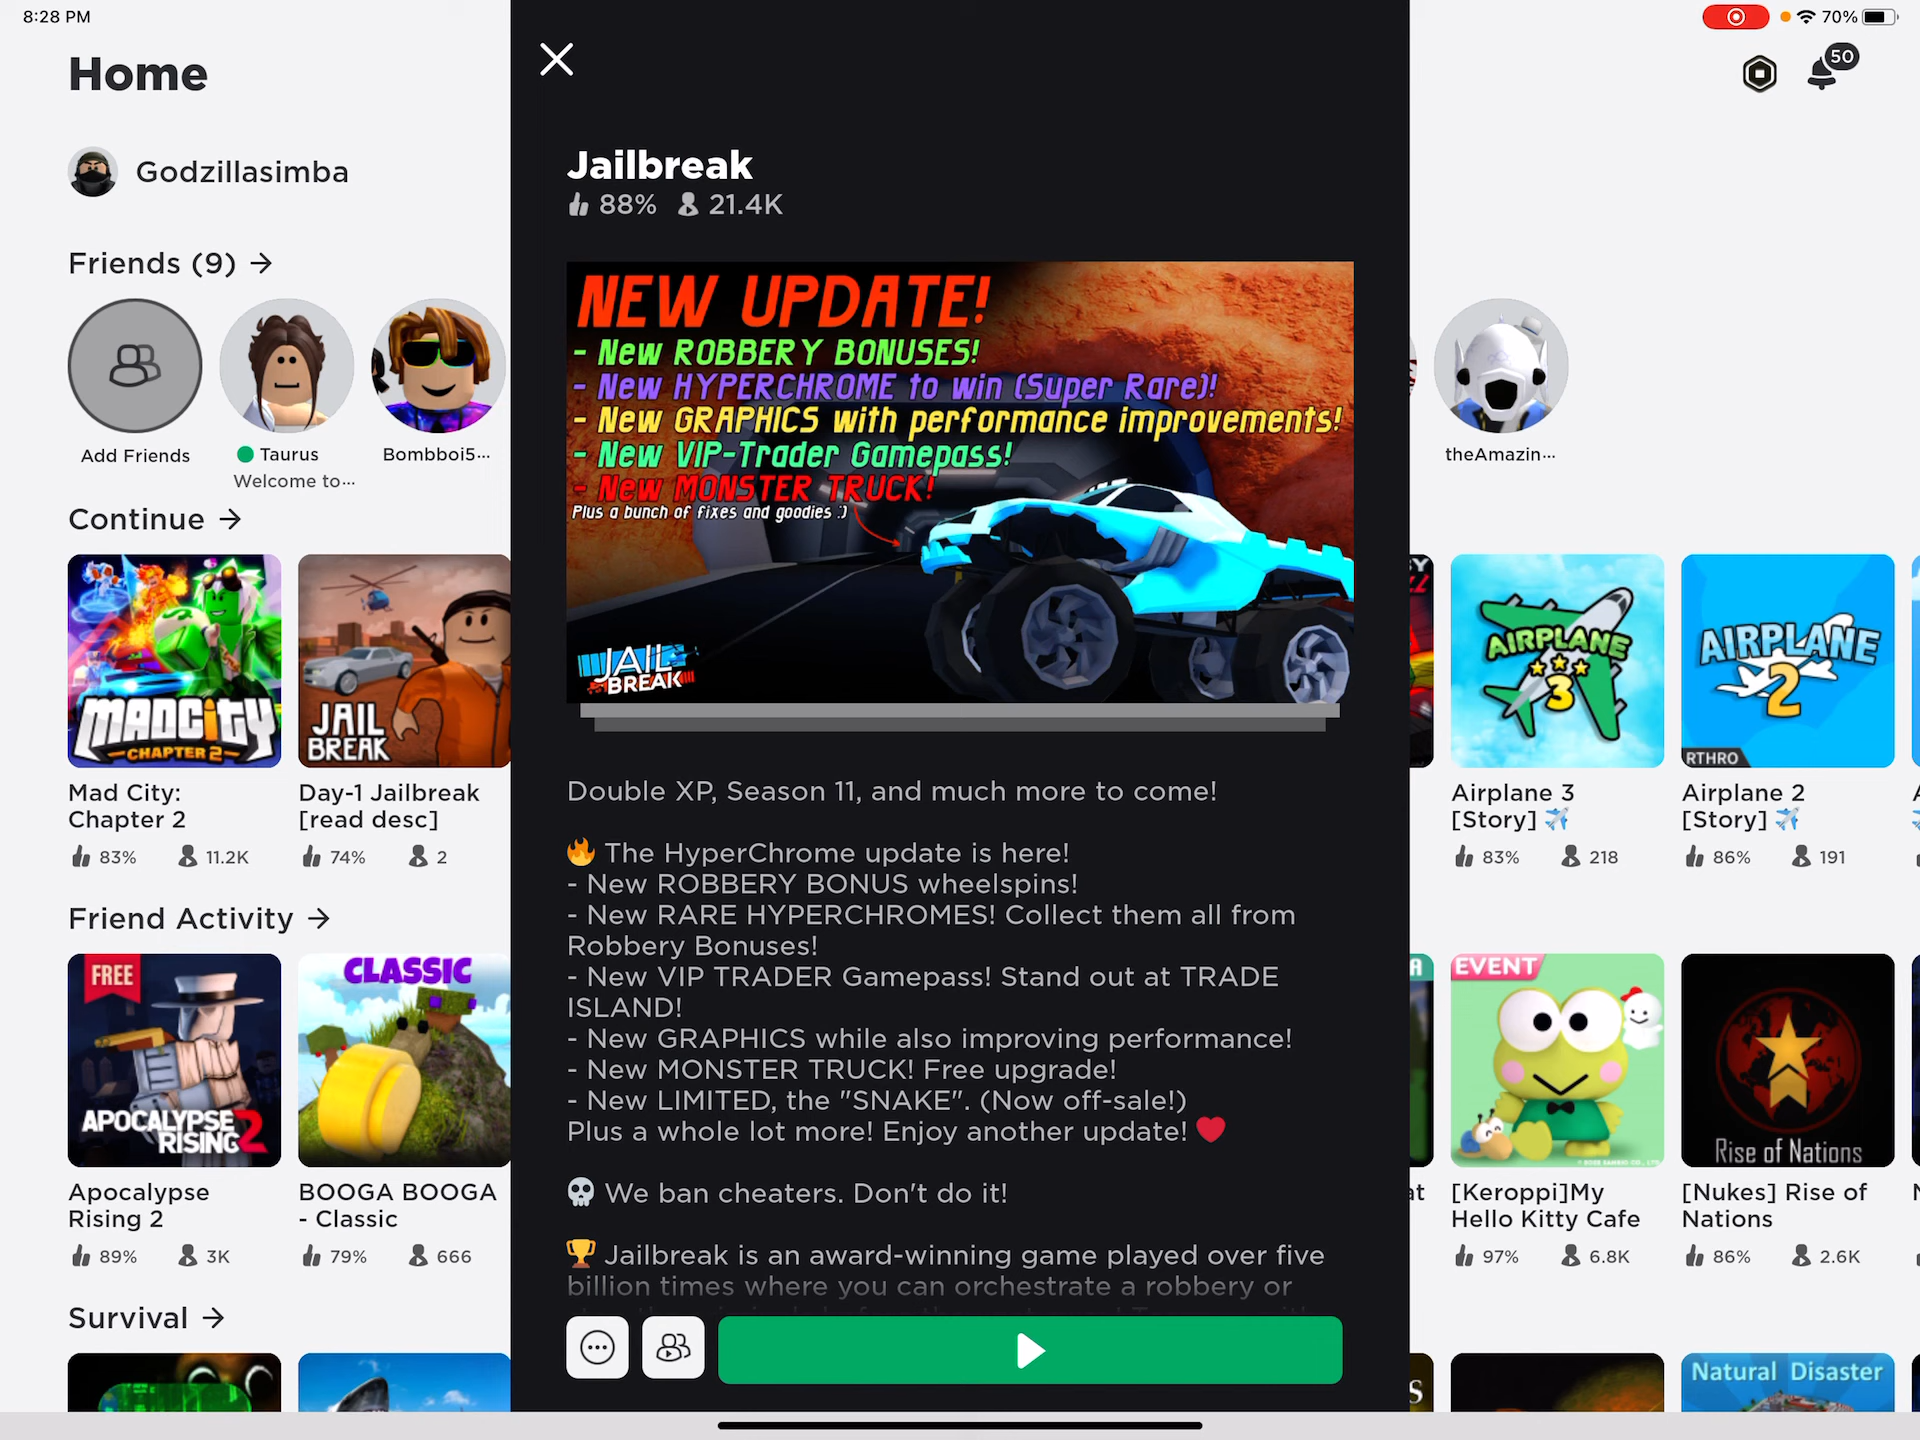 8:28 PM
70%
Home
50
Godzillasimba
Friends (9)
Add Friends
Taurus
Welcome to...
Bombboi5...
theAmazin...
Continue
MADCITY
CHAPTER 2
Mad City:
Chapter 2
83% 11.2K
JAIL
BREAK
Day-1 Jailbreak
[read desc]
74% 2
AIRPLANE
3
Airplane 3
[Story] ✈️
83% 218
AIRPLANE
2
RTHRO
Airplane 2
[Story] ✈️
86% 191
Friend Activity
FREE
APOCALYPSE
RISING 2
Apocalypse
Rising 2
89% 3K
CLASSIC
BOOGA BOOGA
- Classic
79% 666
EVENT
[Keroppi]My
Hello Kitty Cafe
97% 6.8K
Rise of Nations
[Nukes] Rise of
Nations
86% 2.6K
Survival
Natural Disaster
Jailbreak
88% 21.4K
NEW UPDATE!
- New ROBBERY BONUSES!
- New HYPERCHROME to win (Super Rare)!
- New GRAPHICS with performance improvements!
- New VIP-Trader Gamepass!
- New MONSTER TRUCK!
Plus a bunch of fixes and goodies :)
JAIL
BREAK
Double XP, Season 11, and much more to come!
🔥 The HyperChrome update is here!
- New ROBBERY BONUS wheelspins!
- New RARE HYPERCHROMES! Collect them all from
Robbery Bonuses!
- New VIP TRADER Gamepass! Stand out at TRADE
ISLAND!
- New GRAPHICS while also improving performance!
- New MONSTER TRUCK! Free upgrade!
- New LIMITED, the "SNAKE". (Now off-sale!)
Plus a whole lot more! Enjoy another update! ❤️
💀 We ban cheaters. Don't do it!
🏆 Jailbreak is an award-winning game played over five
billion times where you can orchestrate a robbery or